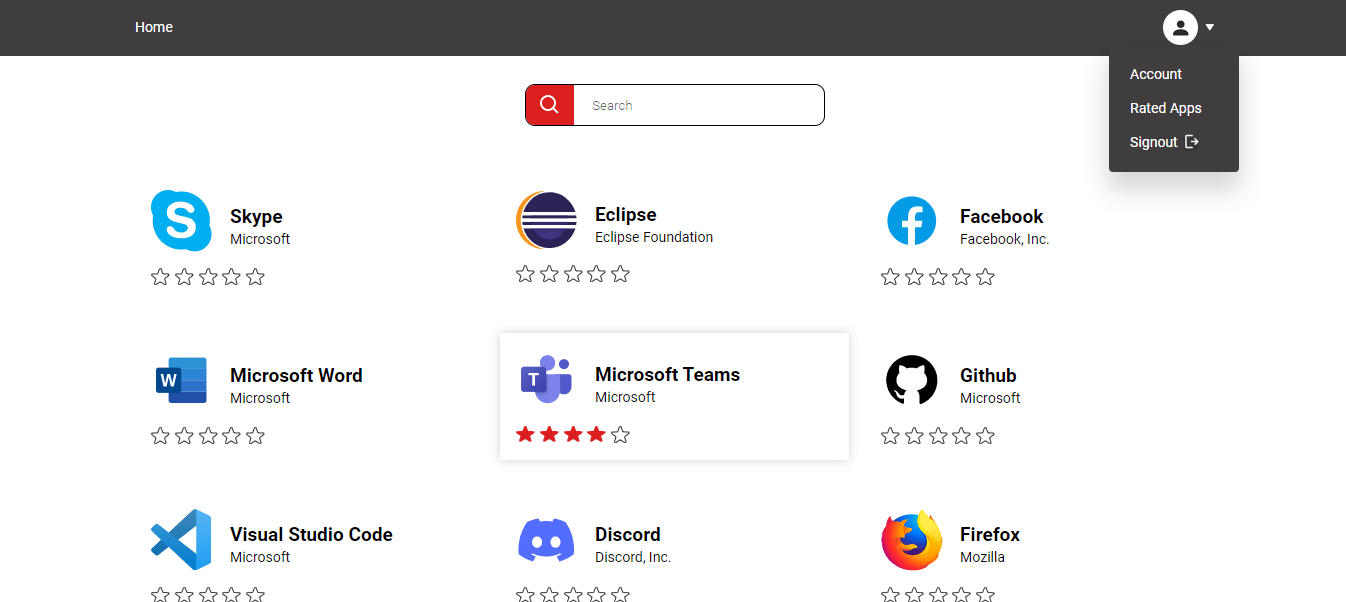 Home
Account
Rated Apps
Signout
Search
S
Skype
Microsoft
Eclipse
Eclipse Foundation
f
Facebook
Facebook, Inc.
W
Microsoft Word
Microsoft
T
Microsoft Teams
Microsoft
Github
Microsoft
Visual Studio Code
Microsoft
Discord
Discord, Inc.
Firefox
Mozilla